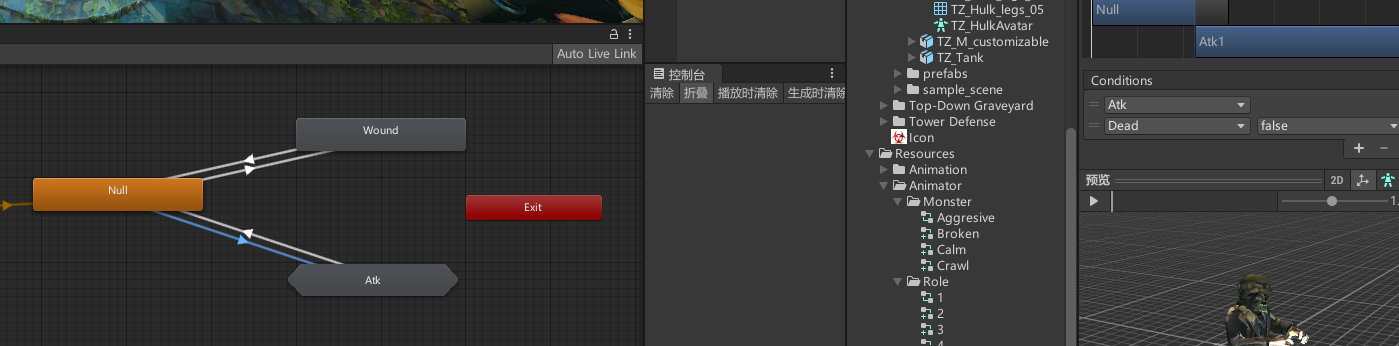 Auto Live Link
Wound
Null
Exit
Atk
控制台
清除 折叠 播放时清除 生成时清除
TZ_Hulk_legs_05
TZ_HulkAvatar
TZ_M_customizable
TZ_Tank
prefabs
sample_scene
Top-Down Graveyard
Tower Defense
Icon
Resources
Animation
Animator
Monster
Aggresive
Broken
Calm
Crawl
Role
1
2
3
Null
Atk1
Conditions
Atk
Dead false
预览 2D
1.